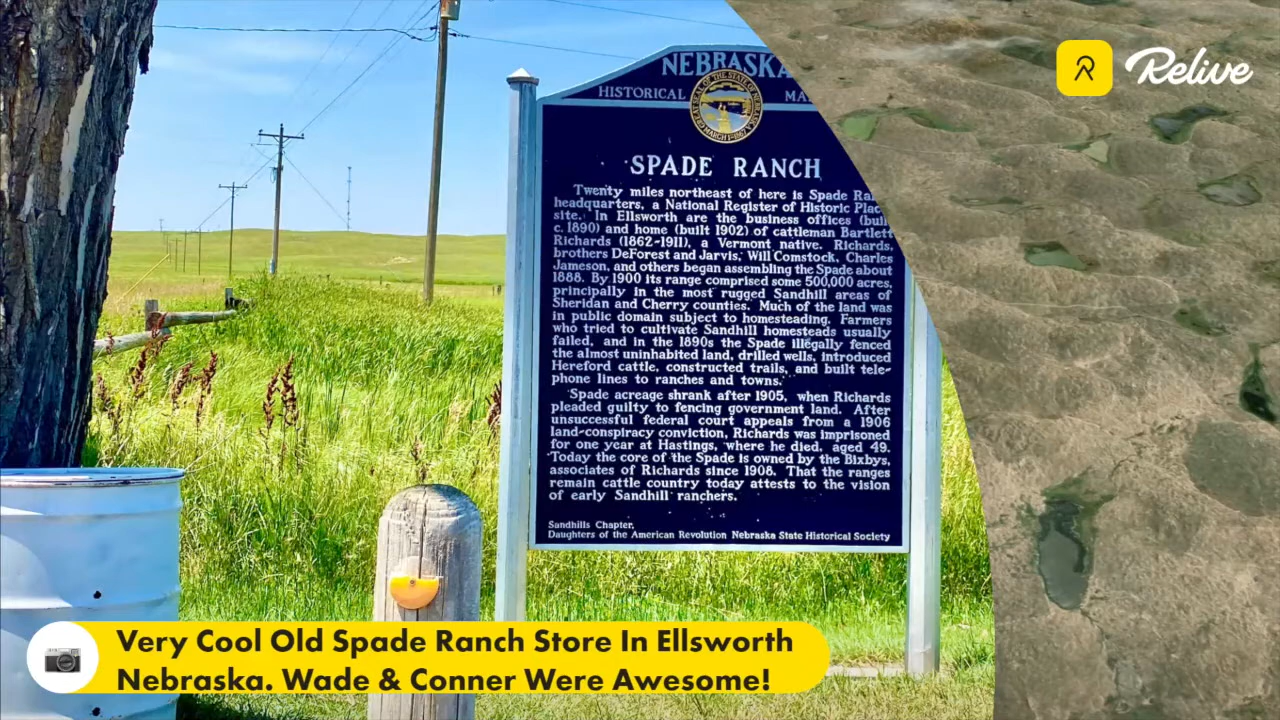 NEBRASKA
HISTORICAL
SEAL OF THE STATE OF NEBRASKA
MARCH 1ST 1867
SPADE RANCH
Twenty miles northeast of here is Spade
headquarters, a National Register of Historic
site. In Ellsworth are the business offices
c. 1890) and home (built 1902) of cattleman Bartlett
Richards (1862-1911), a Vermont native. Richards,
brothers DeForest and Jarvis, Will Comstock, Charles
Jameson, and others began assembling the Spade about
1888. By 1900 its range comprised some 500,000 acres,
principally in the most rugged Sandhill areas of
Sheridan and Cherry counties. Much of the land was
in public domain subject to homesteading. Farmers
who tried to cultivate Sandhill homesteads usually
failed, and in the 1890s the Spade illegally fenced
the almost uninhabited land, drilled wells, introduced
Hereford cattle, constructed trails, and built tele-
phone lines to ranches and towns.
Spade acreage shrank after 1905, when Richards
pleaded guilty to fencing government land. After
unsuccessful federal court appeals from a 1906
land-conspiracy conviction, Richards was imprisoned
for one year at Hastings, where he died, aged 49.
Today the core of the Spade is owned by the Bixbys,
associates of Richards since 1908. That the ranges
remain cattle country today attests to the vision
of early Sandhill ranchers.
Sandhills Chapter,
Daughters of the American Revolution Nebraska State Historical Society
Relive
Very Cool Old Spade Ranch Store In Ellsworth
Nebraska. Wade & Conner Were Awesome!